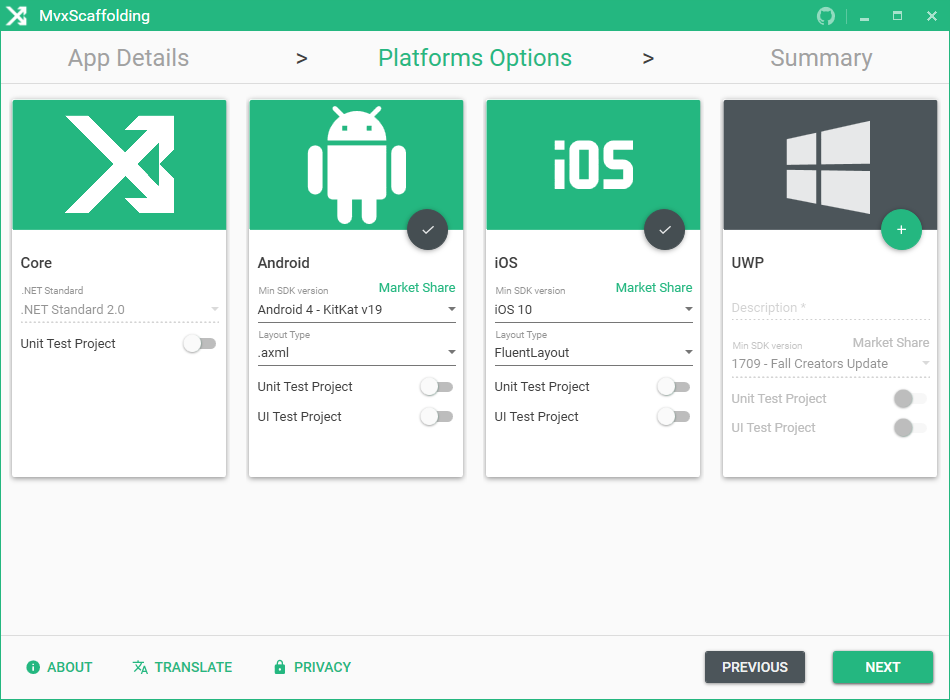 MvxScaffolding
App Details > Platforms Options > Summary
iOS
Core
.NET Standard
.NET Standard 2.0
Unit Test Project
Android
Min SDK version Market Share
Android 4 - KitKat v19
Layout Type
.axml
Unit Test Project
UI Test Project
iOS
Min SDK version Market Share
iOS 10
Layout Type
FluentLayout
Unit Test Project
UI Test Project
UWP
Description *
Min SDK version Market Share
1709 - Fall Creators Update
Unit Test Project
UI Test Project
ABOUT TRANSLATE PRIVACY PREVIOUS NEXT